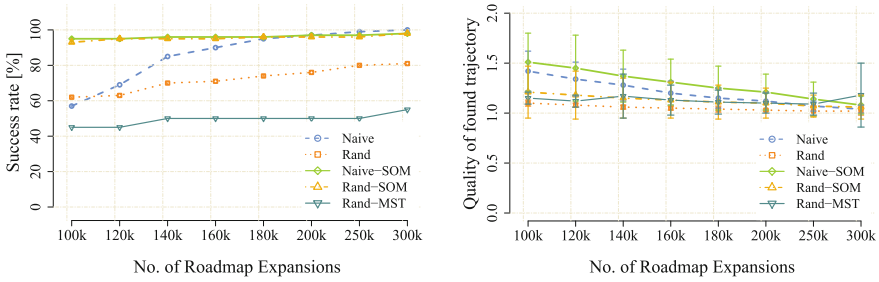 Success rate [%]
100
80
60
40
20
0
Naive
Rand
Naive−SOM
Rand−SOM
Rand−MST
100k 120k 140k 160k 180k 200k 250k 300k
No. of Roadmap Expansions
Quality of found trajectory
2.0
1.5
1.0
0.5
0.0
Naive
Rand
Naive−SOM
Rand−SOM
Rand−MST
100k 120k 140k 160k 180k 200k 250k 300k
No. of Roadmap Expansions